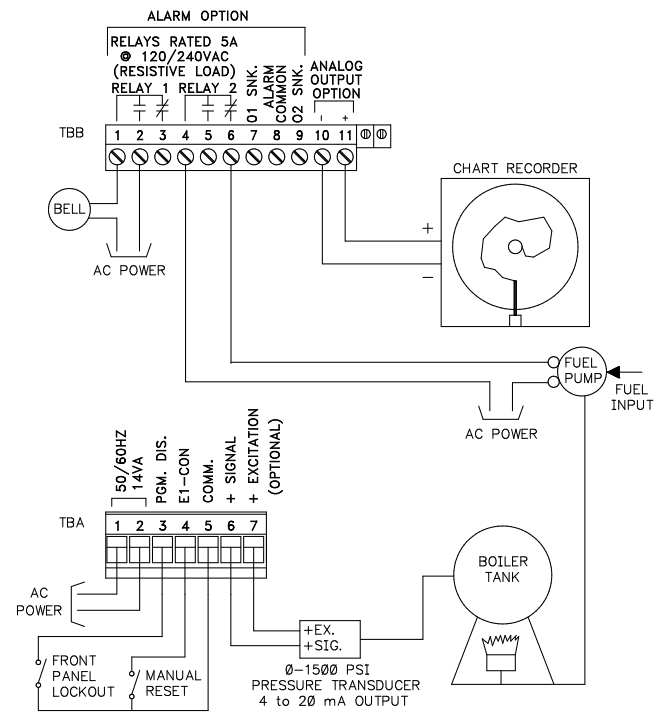 ALARM OPTION
RELAYS RATED 5A
@ 120/240VAC
(RESISTIVE LOAD)
RELAY 1 RELAY 2
01 SNK.
ALARM
COMMON
02 SNK.
ANALOG
OUTPUT
OPTION
- +
TBB 1 2 3 4 5 6 7 8 9 10 11
BELL
AC POWER
CHART RECORDER
+
-
FUEL
PUMP
FUEL
INPUT
AC POWER
50/60HZ
14VA
PGM. DIS.
E1-CON
COMM.
+ SIGNAL
+ EXCITATION
(OPTIONAL)
TBA 1 2 3 4 5 6 7
AC
POWER
BOILER
TANK
+EX.
+SIG.
FRONT
PANEL
LOCKOUT
MANUAL
RESET
0-1500 PSI
PRESSURE TRANSDUCER
4 to 20 mA OUTPUT